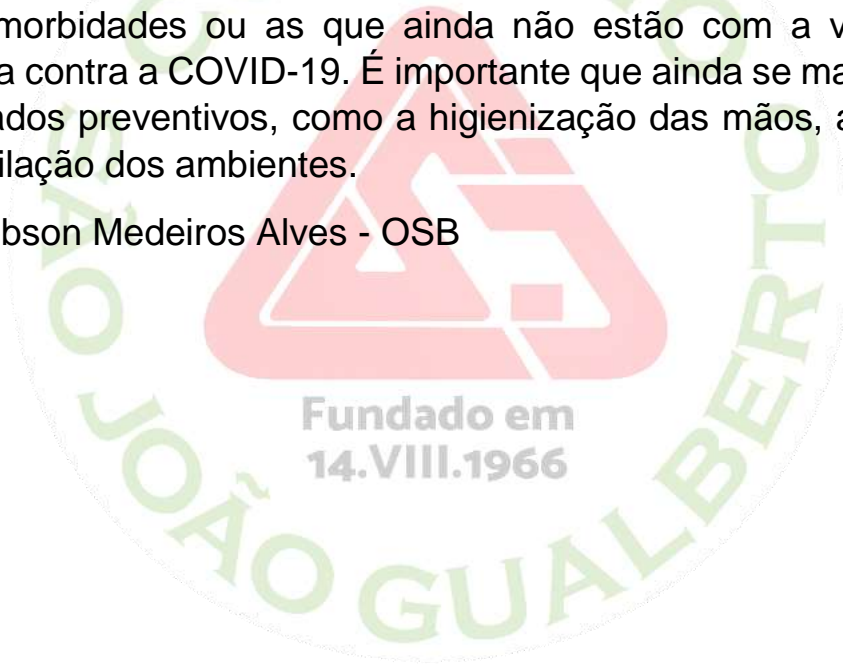 morbidades ou as que ainda não estão com a v
a contra a COVID-19. É importante que ainda se ma
ados preventivos, como a higienização das mãos, a
ilação dos ambientes.
bson Medeiros Alves - OSB
Fundado em
14.VIII.1966
JOÃO GUALBERTO